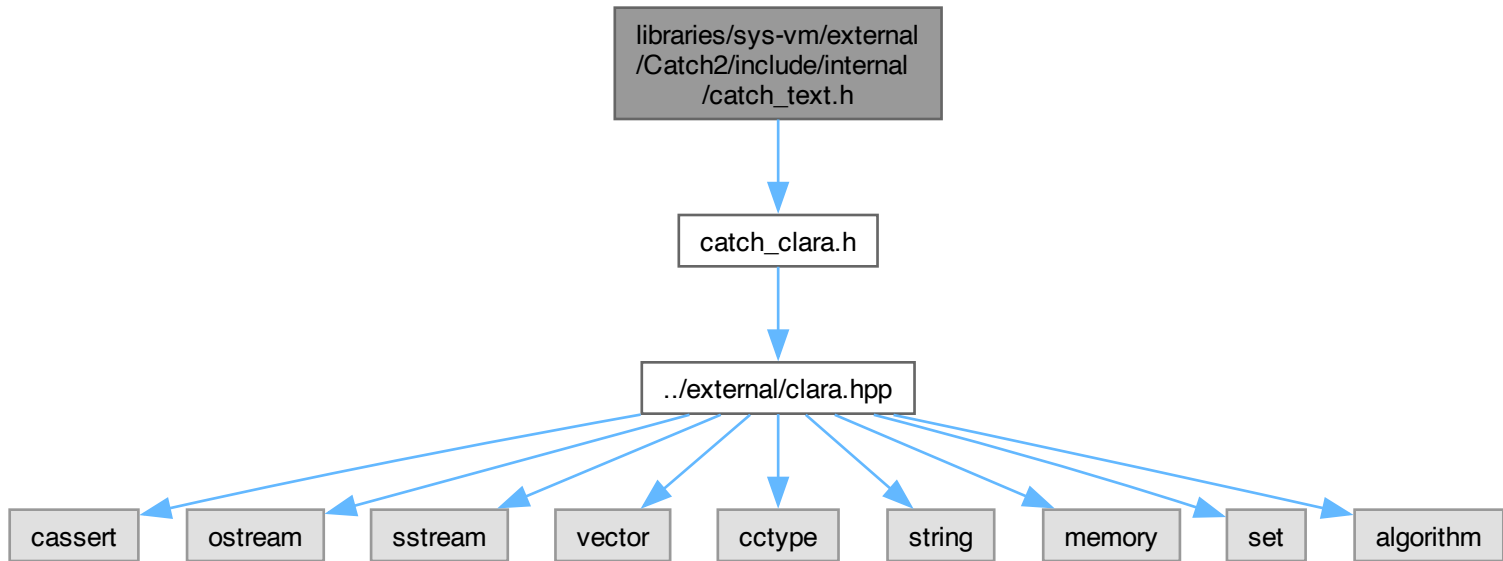 libraries/sys-vm/external
/Catch2/include/internal
/catch_text.h
catch_clara.h
../external/clara.hpp
cassert
ostream
sstream
vector
cctype
string
memory
set
algorithm